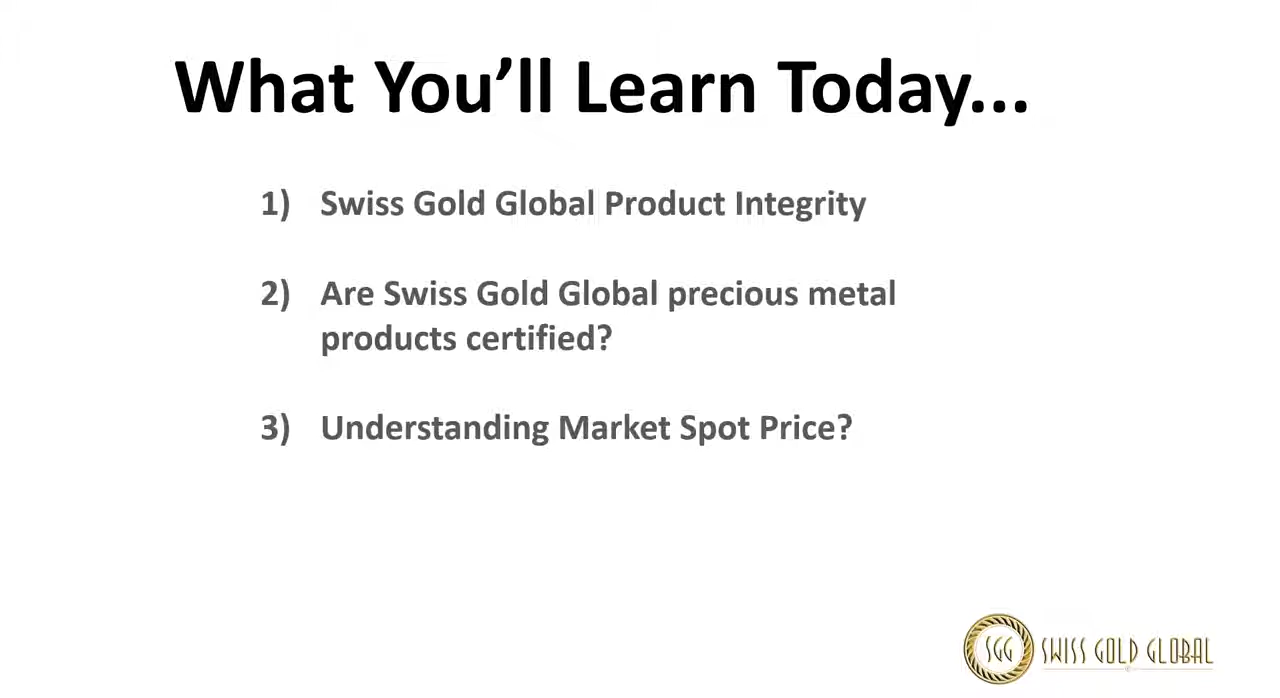 What You’ll Learn Today...
1) Swiss Gold Global Product Integrity
2) Are Swiss Gold Global precious metal
products certified?
3) Understanding Market Spot Price?
SGG SWISS GOLD GLOBAL